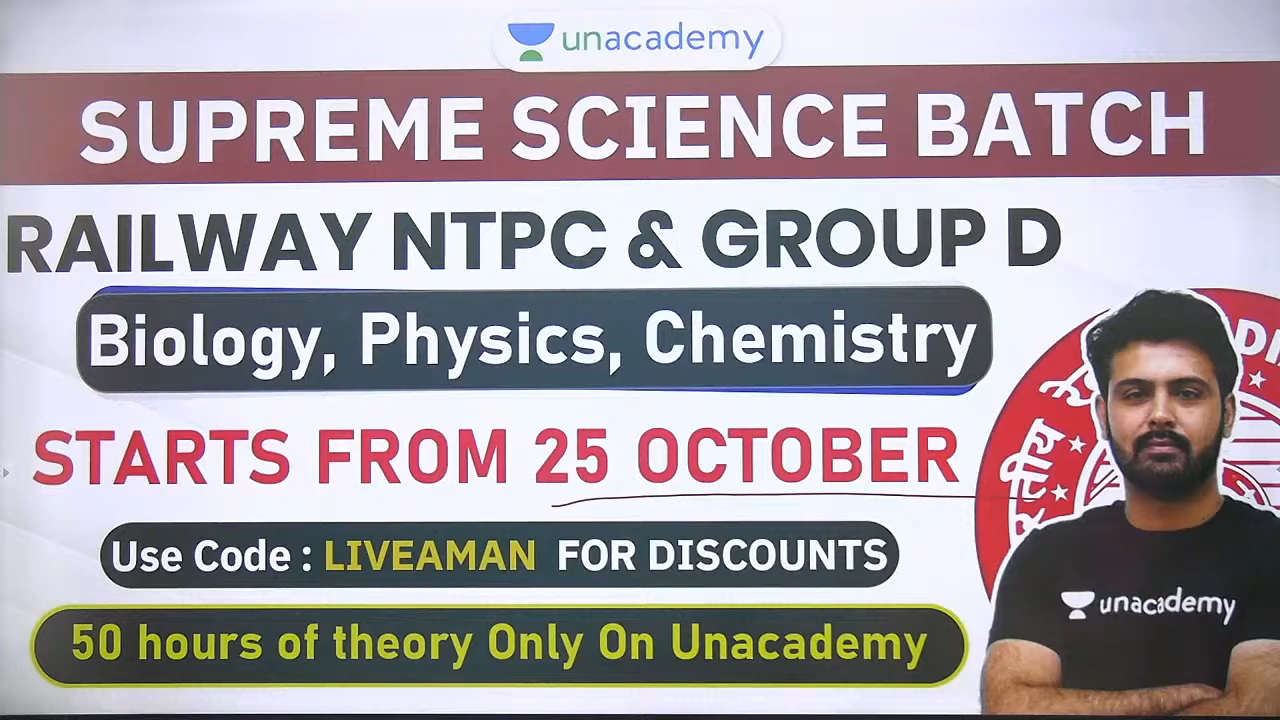 unacademy
SUPREME SCIENCE BATCH
RAILWAY NTPC & GROUP D
Biology, Physics, Chemistry
STARTS FROM 25 OCTOBER
Use Code : LIVEAMAN FOR DISCOUNTS
50 hours of theory Only On Unacademy
unacademy